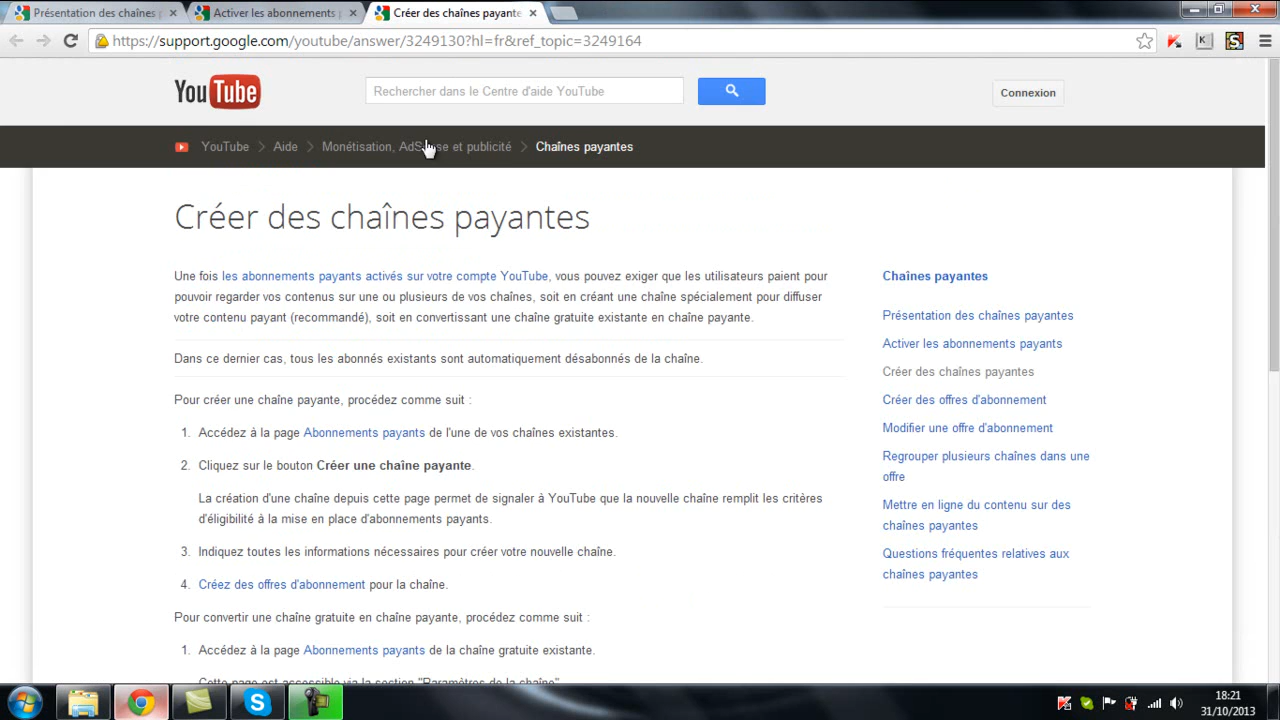 Présentation des chaînes p
Activer les abonnements p
Créer des chaînes payante
https://support.google.com/youtube/answer/3249130?hl=fr&ref_topic=3249164
YouTube
Rechercher dans le Centre d'aide YouTube
Connexion
YouTube > Aide > Monétisation, AdSense et publicité > Chaînes payantes
Créer des chaînes payantes
Une fois les abonnements payants activés sur votre compte YouTube, vous pouvez exiger que les utilisateurs paient pour
pouvoir regarder vos contenus sur une ou plusieurs de vos chaînes, soit en créant une chaîne spécialement pour diffuser
votre contenu payant (recommandé), soit en convertissant une chaîne gratuite existante en chaîne payante.
Dans ce dernier cas, tous les abonnés existants sont automatiquement désabonnés de la chaîne.
Pour créer une chaîne payante, procédez comme suit :
1. Accédez à la page Abonnements payants de l'une de vos chaînes existantes.
2. Cliquez sur le bouton Créer une chaîne payante.
La création d'une chaîne depuis cette page permet de signaler à YouTube que la nouvelle chaîne remplit les critères
d'éligibilité à la mise en place d'abonnements payants.
3. Indiquez toutes les informations nécessaires pour créer votre nouvelle chaîne.
4. Créez des offres d'abonnement pour la chaîne.
Pour convertir une chaîne gratuite en chaîne payante, procédez comme suit :
1. Accédez à la page Abonnements payants de la chaîne gratuite existante.
Cette page est accessible via la section "Paramètres de la chaîne".
Chaînes payantes
Présentation des chaînes payantes
Activer les abonnements payants
Créer des chaînes payantes
Créer des offres d'abonnement
Modifier une offre d'abonnement
Regrouper plusieurs chaînes dans une
offre
Mettre en ligne du contenu sur des
chaînes payantes
Questions fréquentes relatives aux
chaînes payantes
18:21
31/10/2013